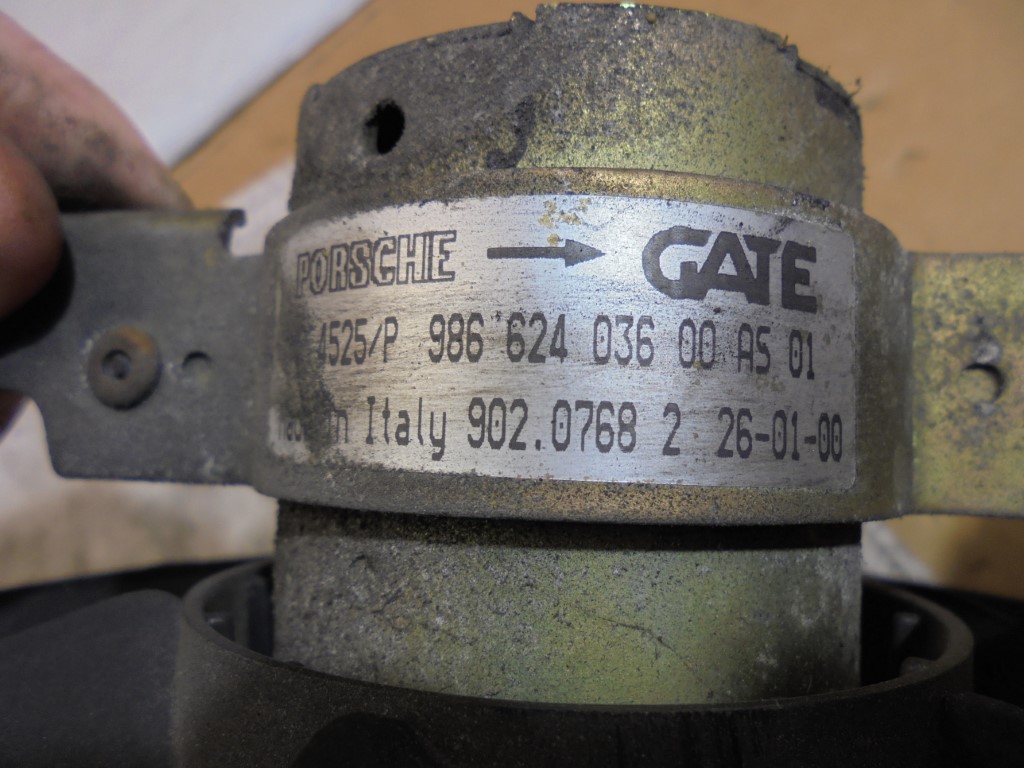 PORSCHE → GATE
4525/P 986 624 036 00 AS 01
Italy 902.0768 2 26-01-00